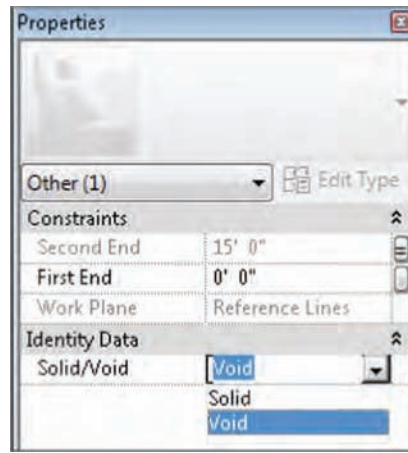 Properties
Other (1) Edit Type
Constraints
Second End 15' 0"
First End 0' 0"
Work Plane Reference Lines
Identity Data
Solid/Void Void
Solid
Void